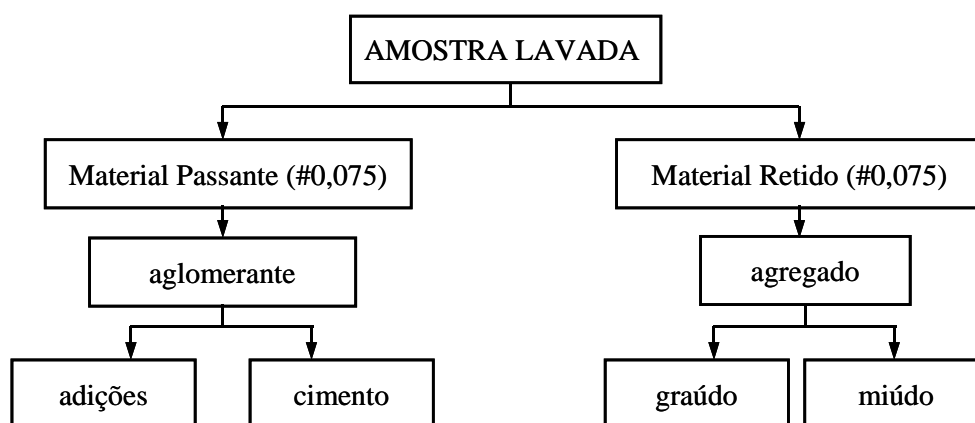 AMOSTRA LAVADA
Material Passante (#0,075)
Material Retido (#0,075)
aglomerante
agregado
adições
cimento
graúdo
miúdo